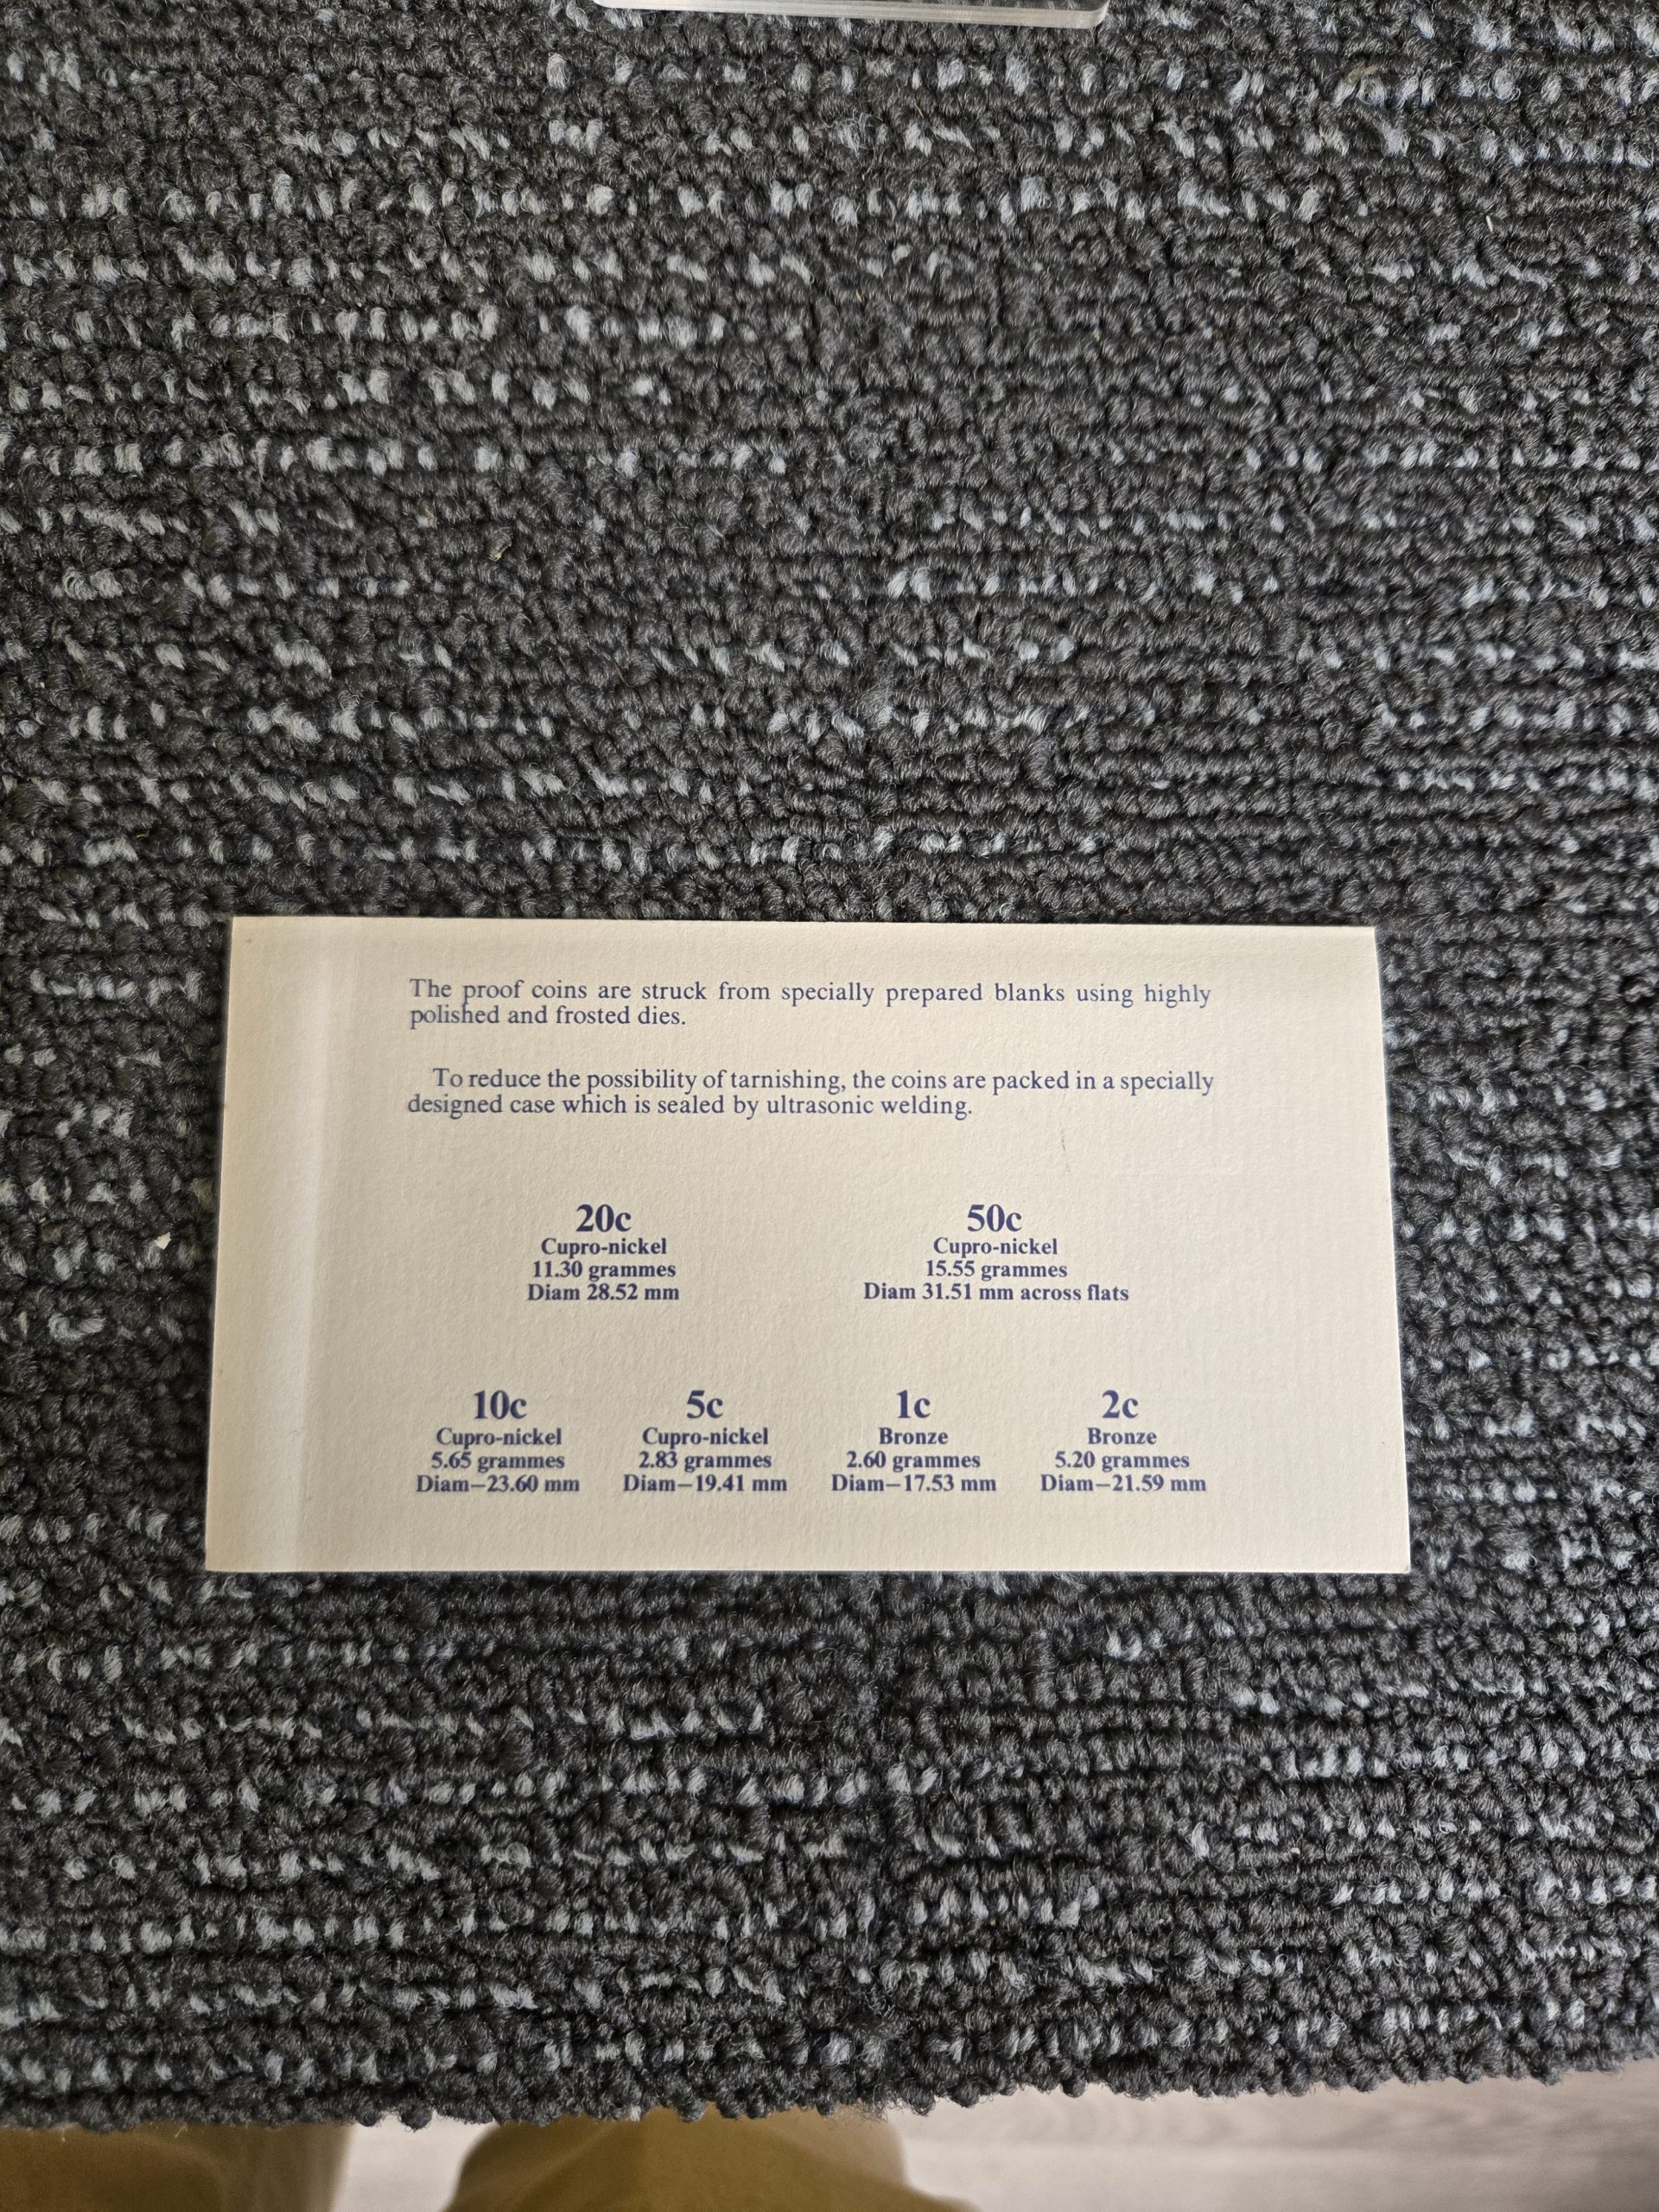 The proof coins are struck from specially prepared blanks using highly
polished and frosted dies.
To reduce the possibility of tarnishing, the coins are packed in a specially
designed case which is sealed by ultrasonic welding.
20c
Cupro-nickel
11.30 grammes
Diam 28.52 mm
50c
Cupro-nickel
15.55 grammes
Diam 31.51 mm across flats
10c
Cupro-nickel
5.65 grammes
Diam—23.60 mm
5c
Cupro-nickel
2.83 grammes
Diam—19.41 mm
1c
Bronze
2.60 grammes
Diam—17.53 mm
2c
Bronze
5.20 grammes
Diam—21.59 mm